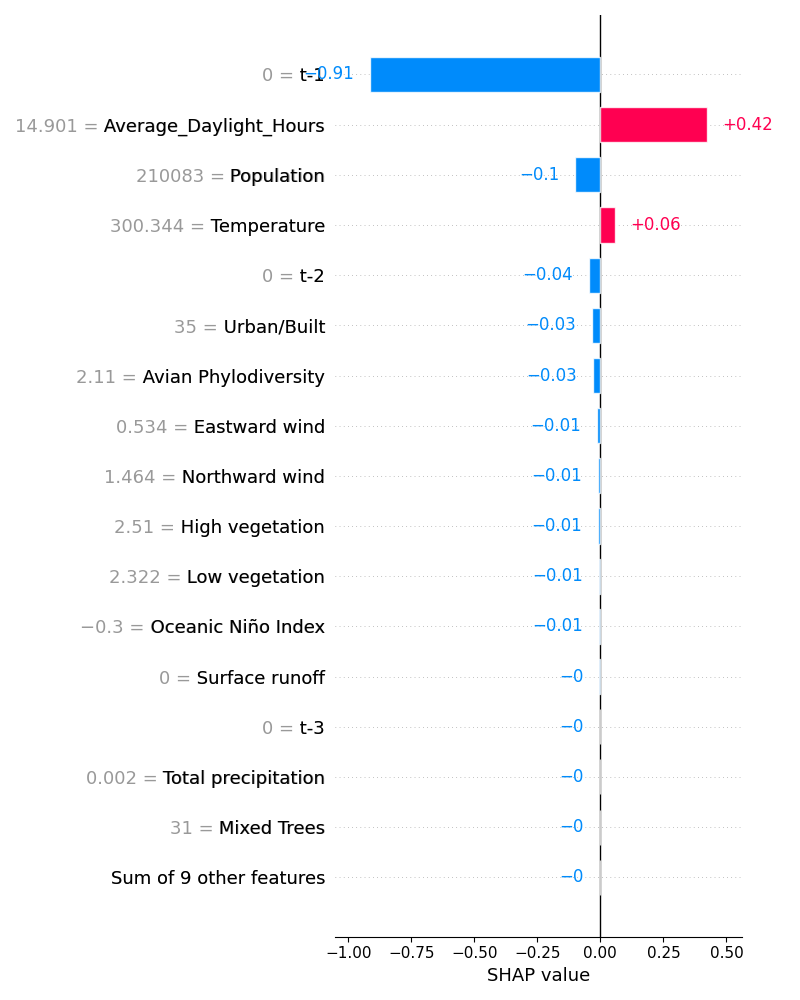 0 = t-1 −0.91
14.901 = Average_Daylight_Hours +0.42
210083 = Population −0.1
300.344 = Temperature +0.06
0 = t-2 −0.04
35 = Urban/Built −0.03
2.11 = Avian Phylodiversity −0.03
0.534 = Eastward wind −0.01
1.464 = Northward wind −0.01
2.51 = High vegetation −0.01
2.322 = Low vegetation −0.01
−0.3 = Oceanic Niño Index −0.01
0 = Surface runoff −0
0 = t-3 −0
0.002 = Total precipitation −0
31 = Mixed Trees −0
Sum of 9 other features −0
−1.00 −0.75 −0.50 −0.25 0.00 0.25 0.50
SHAP value